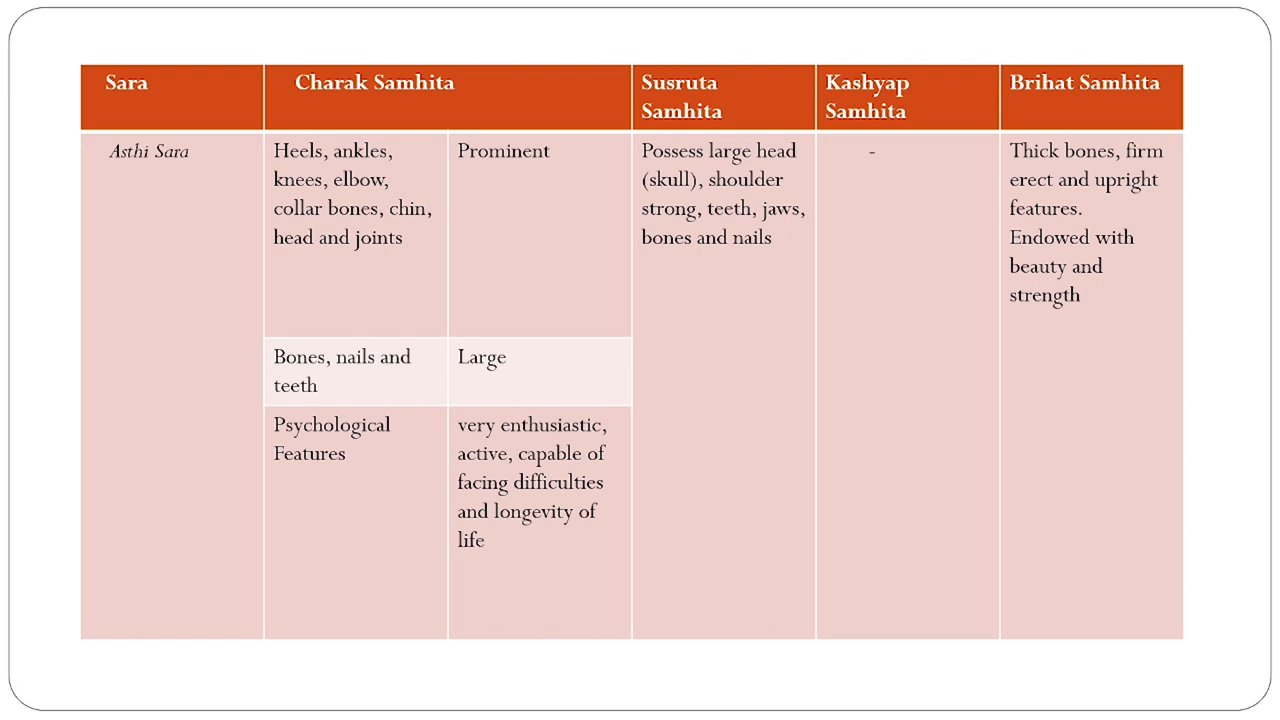 Sara
Charak Samhita
Susruta
Samhita
Kashyap
Samhita
Brihat Samhita
Asthi Sara
Heels, ankles,
knees, elbow,
collar bones, chin,
head and joints
Prominent
Possess large head
(skull), shoulder
strong, teeth, jaws,
bones and nails
-
Thick bones, firm
erect and upright
features.
Endowed with
beauty and
strength
Bones, nails and
teeth
Large
Psychological
Features
very enthusiastic,
active, capable of
facing difficulties
and longevity of
life